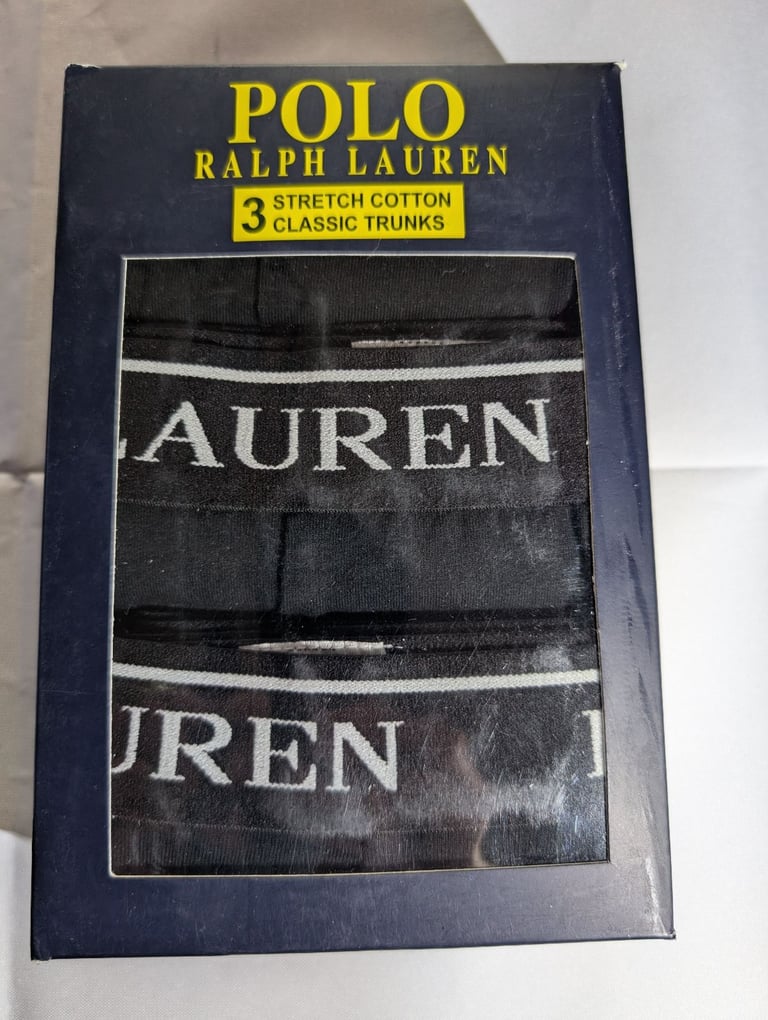 POLO
RALPH LAUREN
3 STRETCH COTTON
CLASSIC TRUNKS
LAUREN
UREN